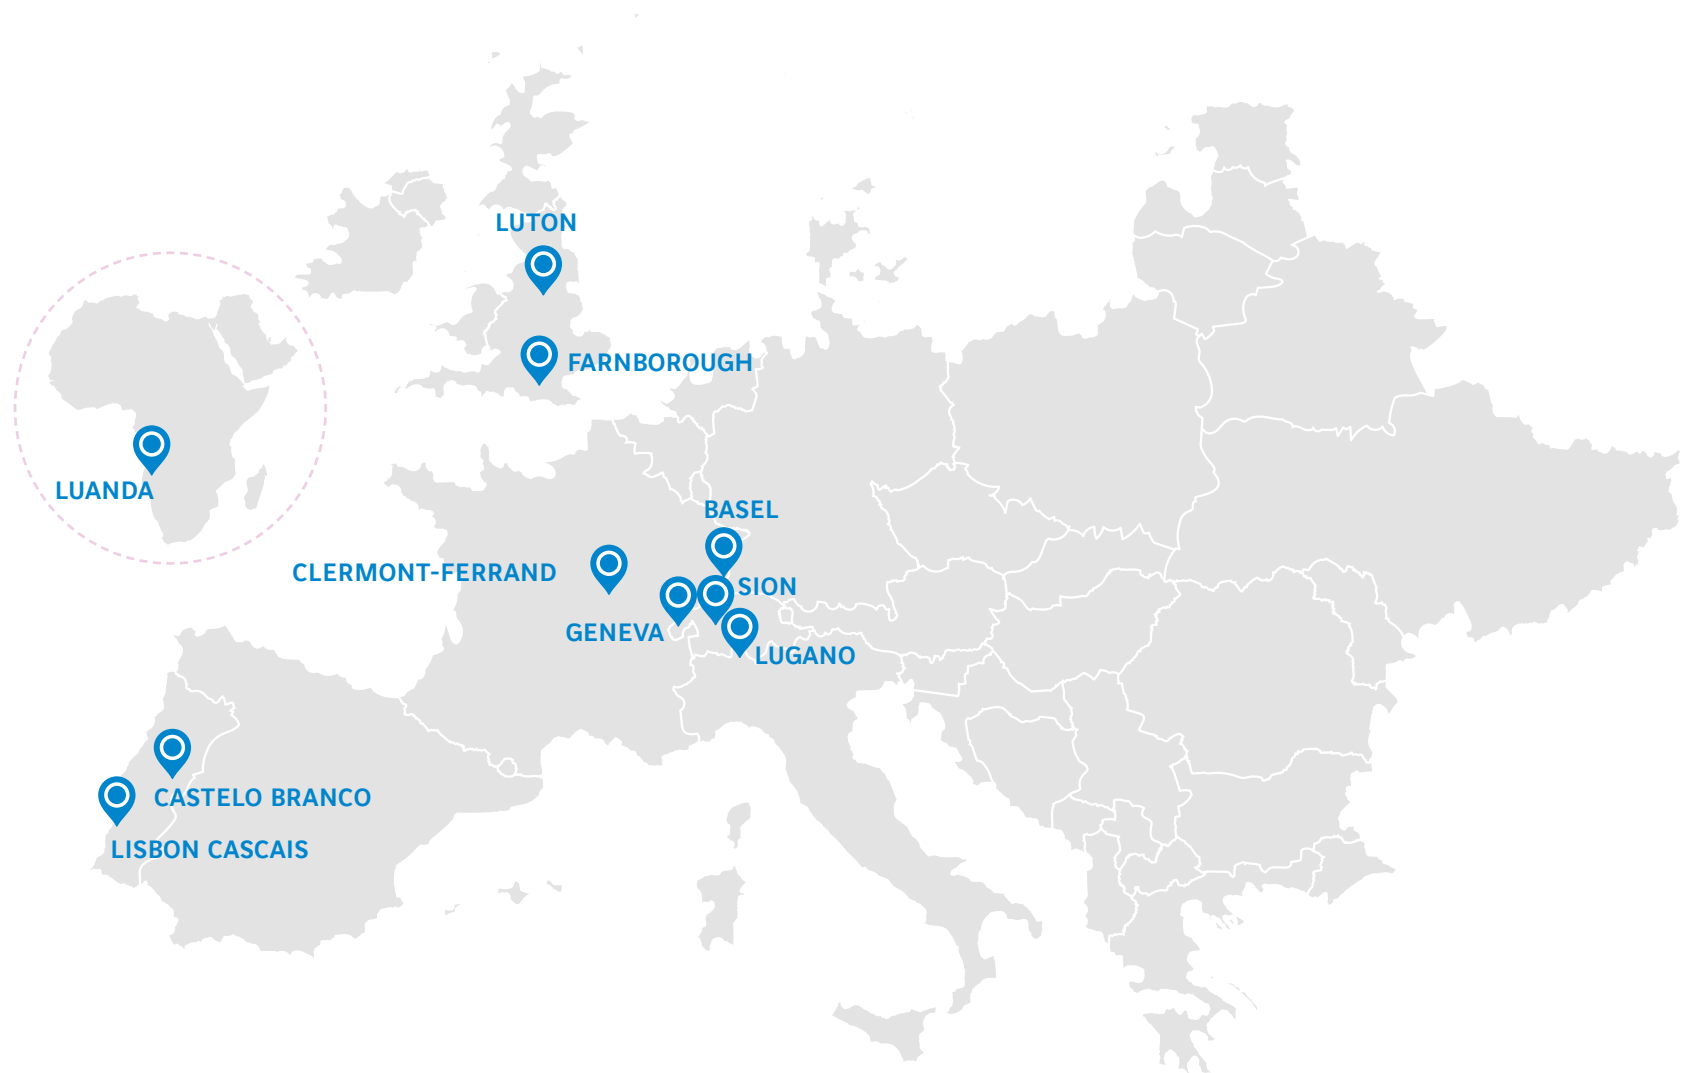 LUTON
FARNBOROUGH
LUANDA
BASEL
CLERMONT-FERRAND
SION
GENEVA
LUGANO
CASTELO BRANCO
LISBON CASCAIS